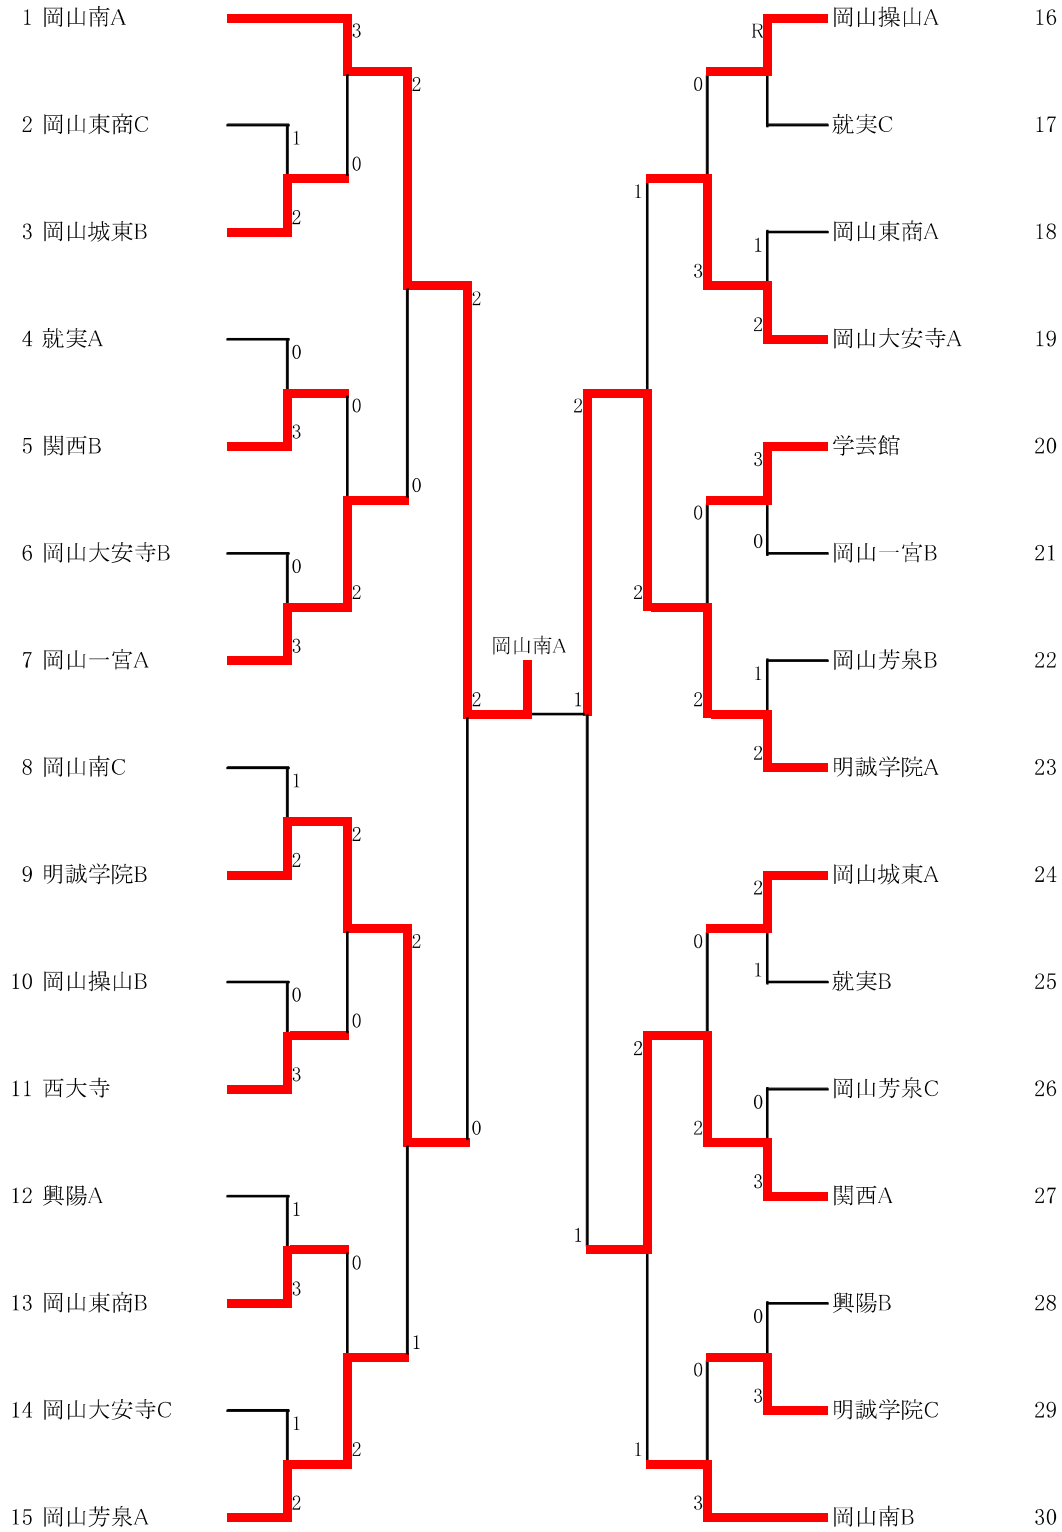 1 岡山南A
3
2
2 岡山東商C
1
0
3 岡山城東B
2
2
4 就実A
0
0
5 関西B
3
0
6 岡山大安寺B
0
2
7 岡山一宮A
3
岡山南A
2
1
8 岡山南C
1
2
9 明誠学院B
2
2
10 岡山操山B
0
0
11 西大寺
3
0
12 興陽A
1
0
13 岡山東商B
3
1
14 岡山大安寺C
1
2
15 岡山芳泉A
2
岡山操山A 16
R
0
就実C 17
1
岡山東商A 18
1
3
岡山大安寺A 19
2
2
学芸館 20
3
0
岡山一宮B 21
0
2
岡山芳泉B 22
1
2
明誠学院A 23
2
岡山城東A 24
2
0
就実B 25
1
2
岡山芳泉C 26
0
2
関西A 27
3
1
興陽B 28
0
0
明誠学院C 29
3
1
岡山南B 30
3